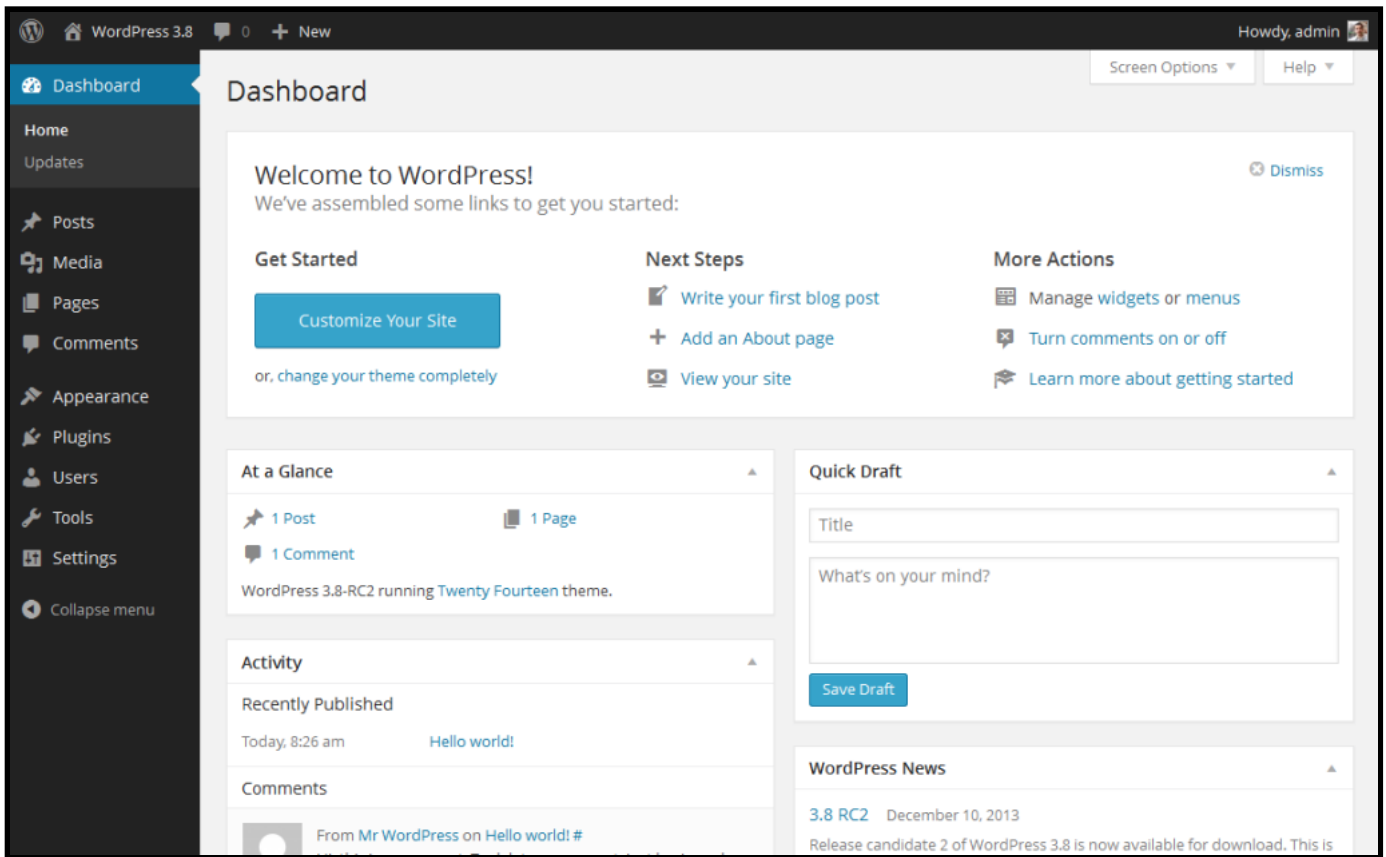 WordPress 3.8 0 + New Howdy, admin
Screen Options Help
Dashboard
Home
Updates
Posts
Media
Pages
Comments
Appearance
Plugins
Users
Tools
Settings
Collapse menu
Dashboard
Welcome to WordPress!
We've assembled some links to get you started:
Dismiss
Get Started
Customize Your Site
or, change your theme completely
Next Steps
Write your first blog post
Add an About page
View your site
More Actions
Manage widgets or menus
Turn comments on or off
Learn more about getting started
At a Glance
1 Post 1 Page
1 Comment
WordPress 3.8-RC2 running Twenty Fourteen theme.
Activity
Recently Published
Today, 8:26 am Hello world!
Comments
From Mr WordPress on Hello world! #
Quick Draft
Title
What's on your mind?
Save Draft
WordPress News
3.8 RC2 December 10, 2013
Release candidate 2 of WordPress 3.8 is now available for download. This is